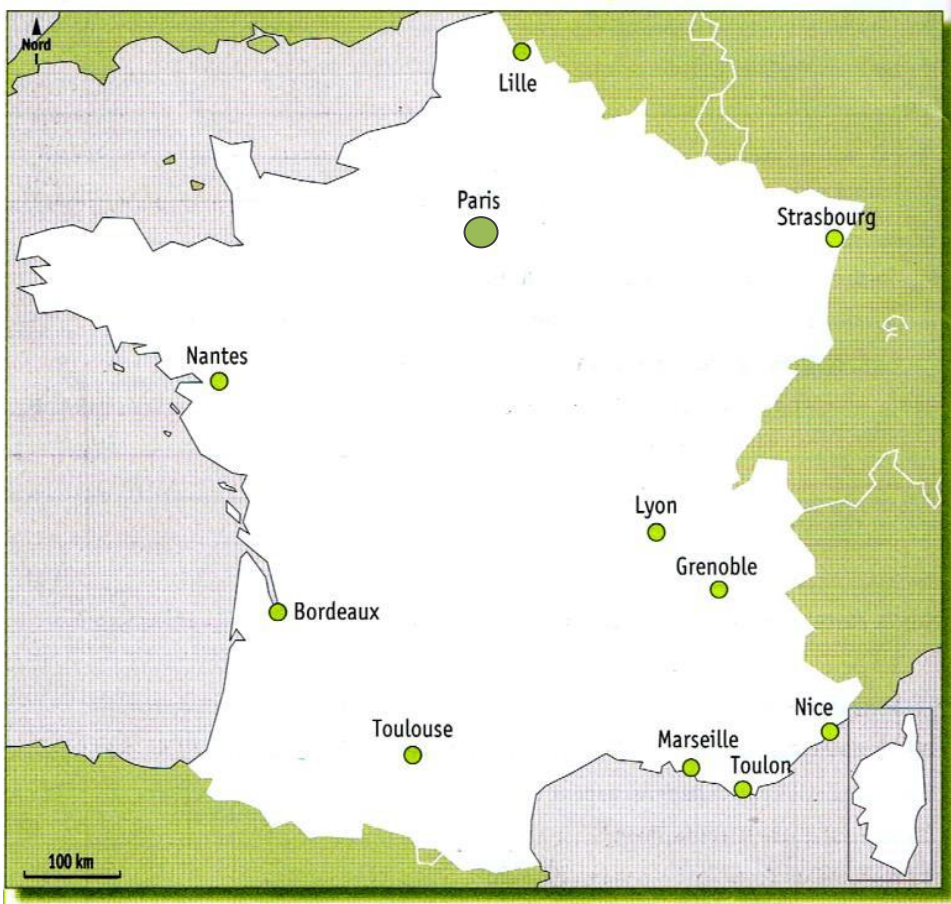 Nord
Lille
Paris
Strasbourg
Nantes
Lyon
Grenoble
Bordeaux
Nice
Toulouse
Marseille
Toulon
100 km